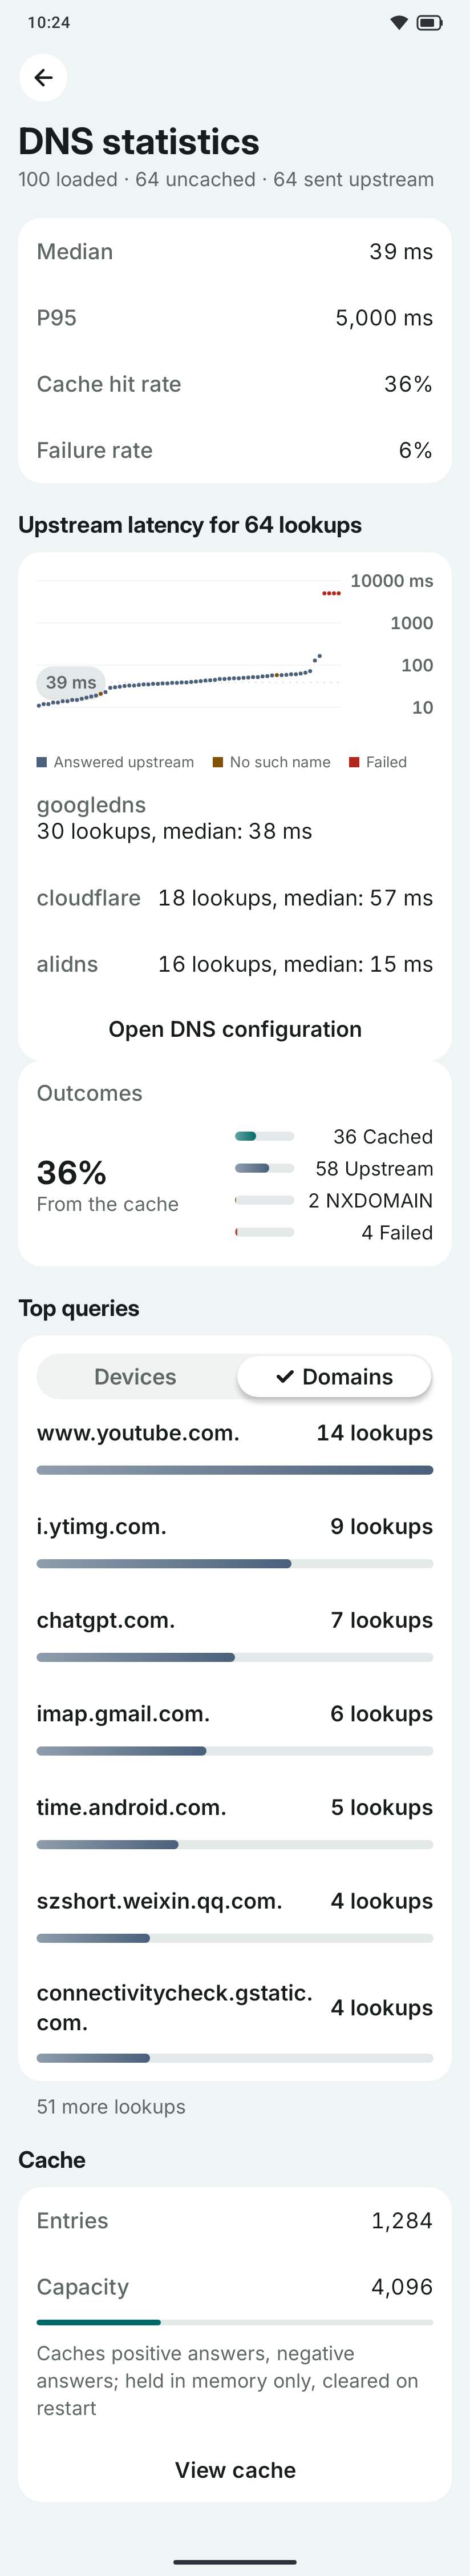 10:24
DNS statistics
100 loaded · 64 uncached · 64 sent upstream
Median 39 ms
P95 5,000 ms
Cache hit rate 36%
Failure rate 6%
Upstream latency for 64 lookups
10000 ms
1000
100
39 ms
10
Answered upstream No such name Failed
googledns
30 lookups, median: 38 ms
cloudflare 18 lookups, median: 57 ms
alidns 16 lookups, median: 15 ms
Open DNS configuration
Outcomes
36%
From the cache
36 Cached
58 Upstream
2 NXDOMAIN
4 Failed
Top queries
Devices Domains
www.youtube.com. 14 lookups
i.ytimg.com. 9 lookups
chatgpt.com. 7 lookups
imap.gmail.com. 6 lookups
time.android.com. 5 lookups
szshort.weixin.qq.com. 4 lookups
connectivitycheck.gstatic.
com. 4 lookups
51 more lookups
Cache
Entries 1,284
Capacity 4,096
Caches positive answers, negative
answers; held in memory only, cleared on
restart
View cache